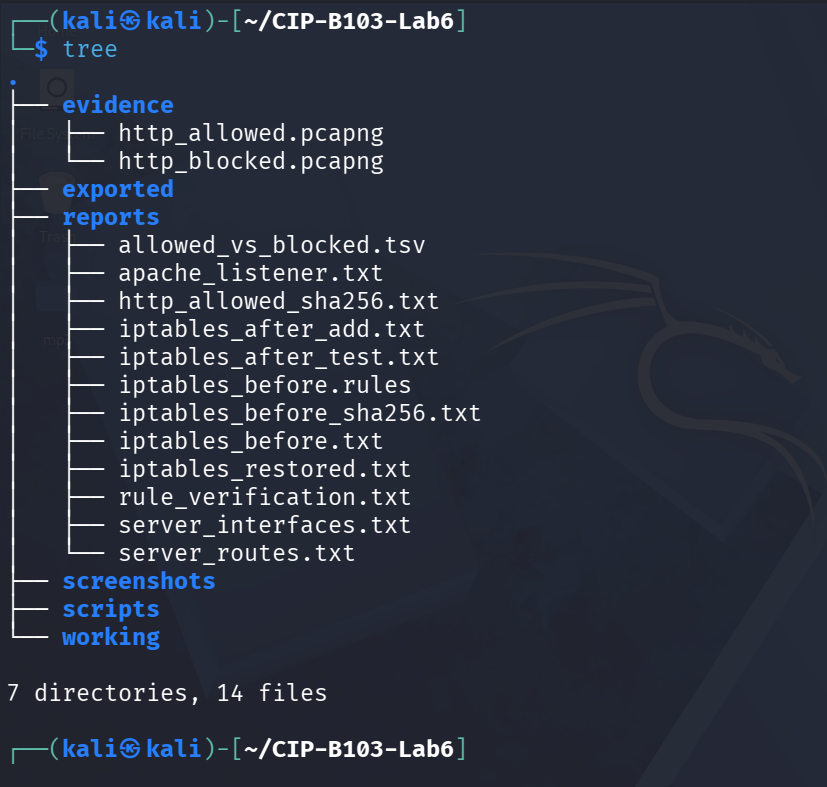 ┌──(kali㉿kali)-[~/CIP-B103-Lab6]
└─$ tree
.
├── evidence
│   ├── http_allowed.pcapng
│   └── http_blocked.pcapng
├── exported
├── reports
│   ├── allowed_vs_blocked.tsv
│   ├── apache_listener.txt
│   ├── http_allowed_sha256.txt
│   ├── iptables_after_add.txt
│   ├── iptables_after_test.txt
│   ├── iptables_before.rules
│   ├── iptables_before_sha256.txt
│   ├── iptables_before.txt
│   ├── iptables_restored.txt
│   ├── rule_verification.txt
│   ├── server_interfaces.txt
│   └── server_routes.txt
├── screenshots
├── scripts
└── working

7 directories, 14 files

┌──(kali㉿kali)-[~/CIP-B103-Lab6]